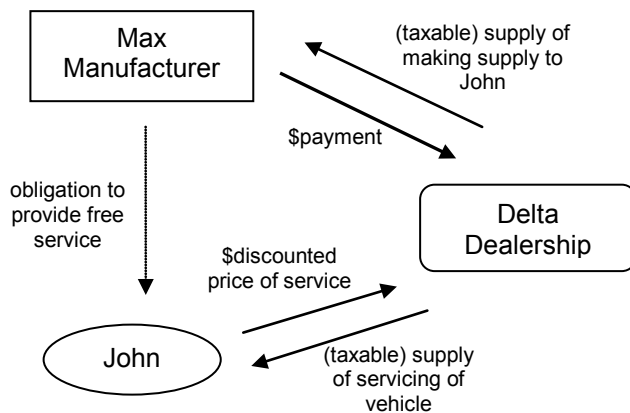 Max
Manufacturer
(taxable) supply of
making supply to
John
$payment
obligation to
provide free
service
Delta
Dealership
$discounted
price of service
John
(taxable) supply
of servicing of
vehicle